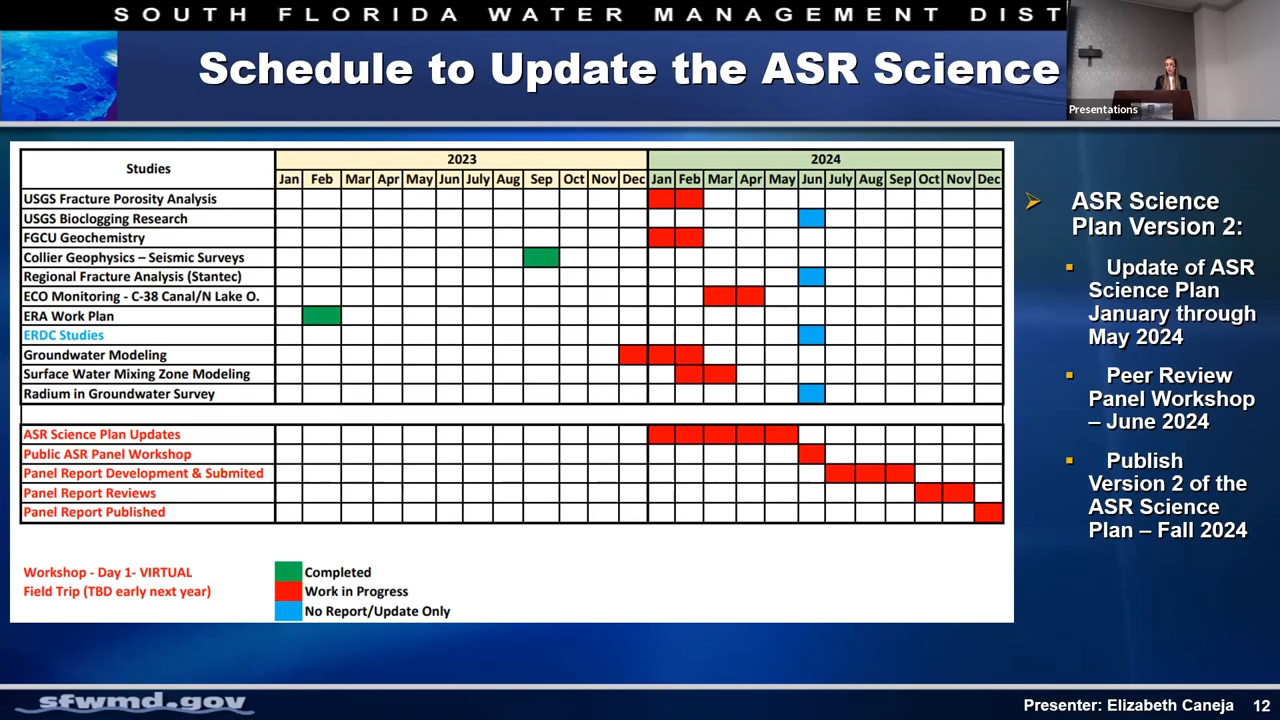 SOUTH FLORIDA WATER MANAGEMENT DIST
Schedule to Update the ASR Science
Presentations
Studies
2023
2024
Jan Feb Mar Apr May Jun July Aug Sep Oct Nov Dec Jan Feb Mar Apr May Jun July Aug Sep Oct Nov Dec
USGS Fracture Porosity Analysis
USGS Bioclogging Research
FGCU Geochemistry
Collier Geophysics – Seismic Surveys
Regional Fracture Analysis (Stantec)
ECO Monitoring - C-38 Canal/N Lake O.
ERA Work Plan
ERDC Studies
Groundwater Modeling
Surface Water Mixing Zone Modeling
Radium in Groundwater Survey
ASR Science Plan Updates
Public ASR Panel Workshop
Panel Report Development & Submited
Panel Report Reviews
Panel Report Published
Workshop - Day 1- VIRTUAL
Field Trip (TBD early next year)
Completed
Work in Progress
No Report/Update Only
ASR Science
Plan Version 2:
Update of ASR
Science Plan
January through
May 2024
Peer Review
Panel Workshop
– June 2024
Publish
Version 2 of the
ASR Science
Plan – Fall 2024
sfwmd.gov
Presenter: Elizabeth Caneja 12